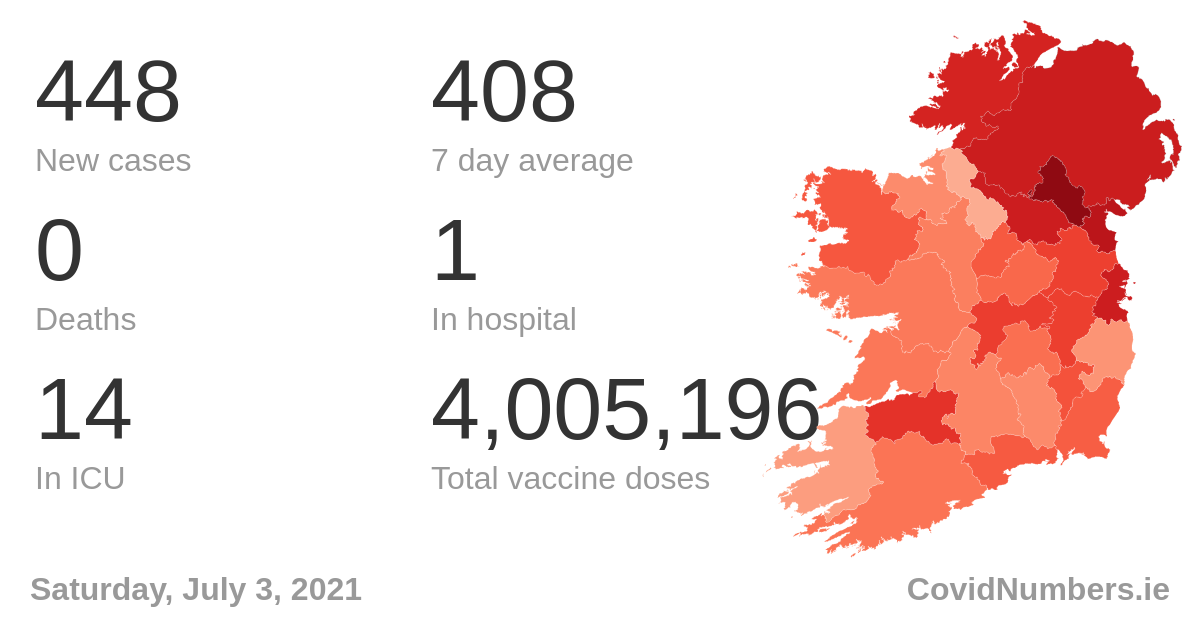 448
New cases
408
7 day average
0
Deaths
1
In hospital
14
In ICU
4,005,196
Total vaccine doses
Saturday, July 3, 2021
CovidNumbers.ie